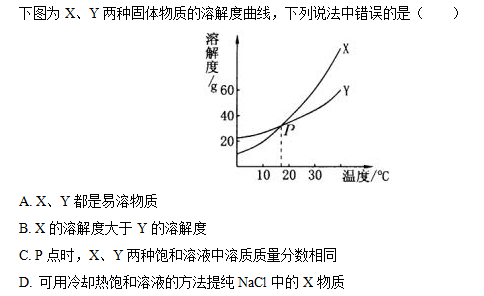 下图为 X、Y 两种固体物质的溶解度曲线，下列说法中错误的是（　　）
溶解度/g
X
Y
60
40
P
20
10 20 30 温度/℃
A. X、Y 都是易溶物质
B. X 的溶解度大于 Y 的溶解度
C. P 点时，X、Y 两种饱和溶液中溶质质量分数相同
D. 可用冷却热饱和溶液的方法提纯 NaCl 中的 X 物质